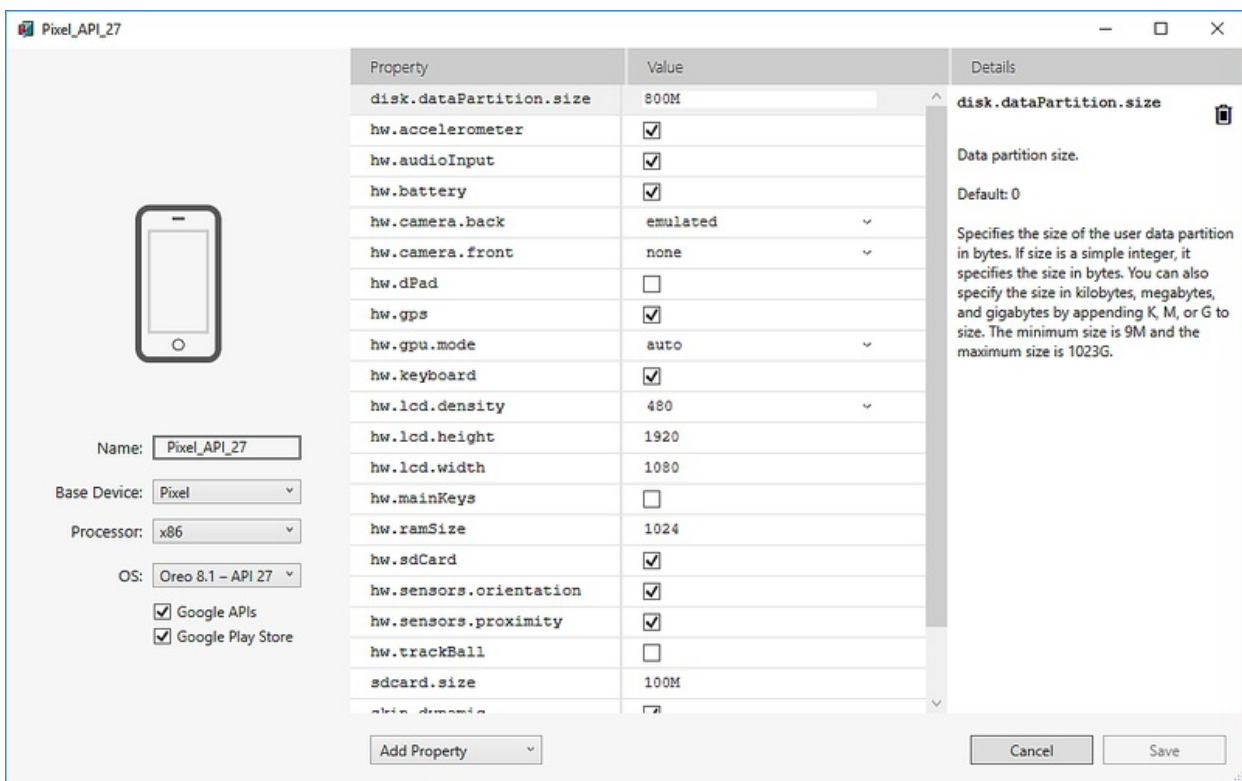 Pixel_API_27
Property Value Details
disk.dataPartition.size 800M
hw.accelerometer
hw.audioInput
hw.battery
hw.camera.back emulated
hw.camera.front none
hw.dPad
hw.gps
hw.gpu.mode auto
hw.keyboard
hw.lcd.density 480
hw.lcd.height 1920
hw.lcd.width 1080
hw.mainKeys
hw.ramSize 1024
hw.sdCard
hw.sensors.orientation
hw.sensors.proximity
hw.trackBall
sdcard.size 100M
skin.dynamic
disk.dataPartition.size
Data partition size.
Default: 0
Specifies the size of the user data partition
in bytes. If size is a simple integer, it
specifies the size in bytes. You can also
specify the size in kilobytes, megabytes,
and gigabytes by appending K, M, or G to
size. The minimum size is 9M and the
maximum size is 1023G.
Name: Pixel_API_27
Base Device: Pixel
Processor: x86
OS: Oreo 8.1 – API 27
Google APIs
Google Play Store
Add Property
Cancel Save